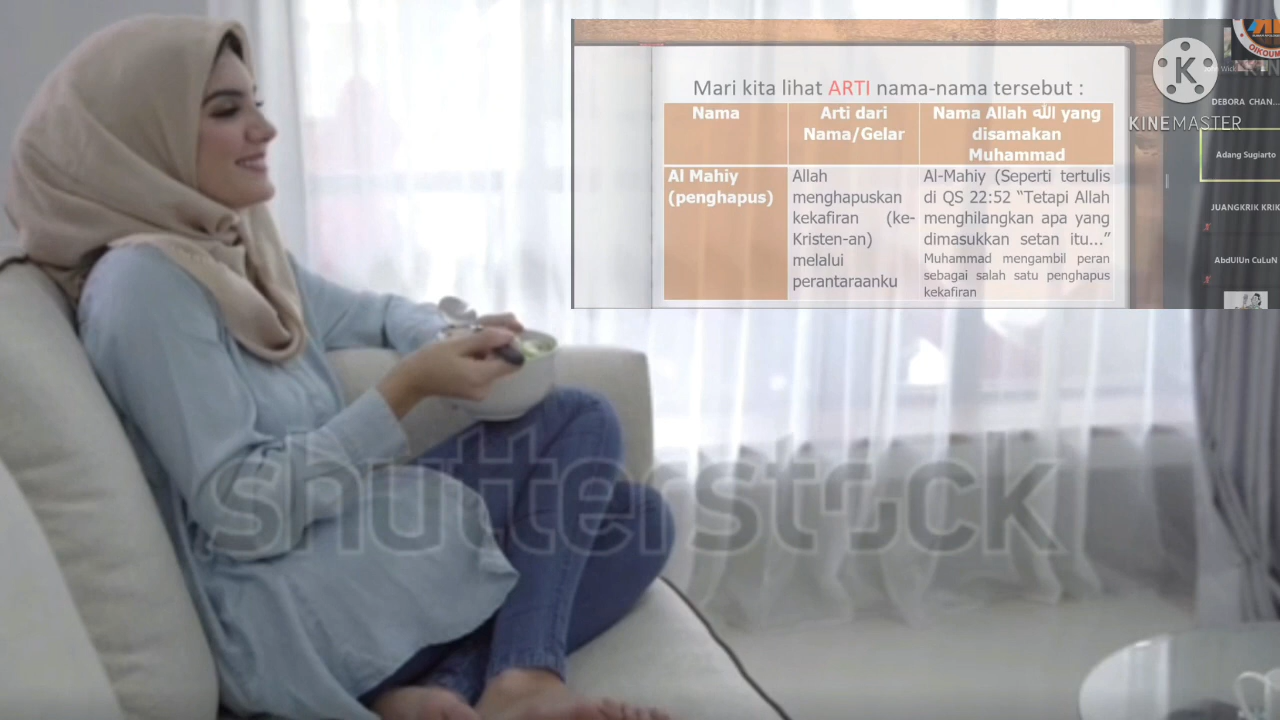 Mari kita lihat ARTI nama-nama tersebut :
Nama
Arti dari
Nama/Gelar
Nama Allah الله yang
disamakan
Muhammad
Al Mahiy
(penghapus)
Allah
menghapuskan
kekafiran (ke-
Kristen-an)
melalui
perantaraanku
Al-Mahiy (Seperti tertulis
di QS 22:52 “Tetapi Allah
menghilangkan apa yang
dimasukkan setan itu...”
Muhammad mengambil peran
sebagai salah satu penghapus
kekafiran
K
KINEMASTER
DEBORA CHAN...
Adang Sugiarto
JUANGKRIK KRIK
AbdUlUn CuLuN
shutterstock